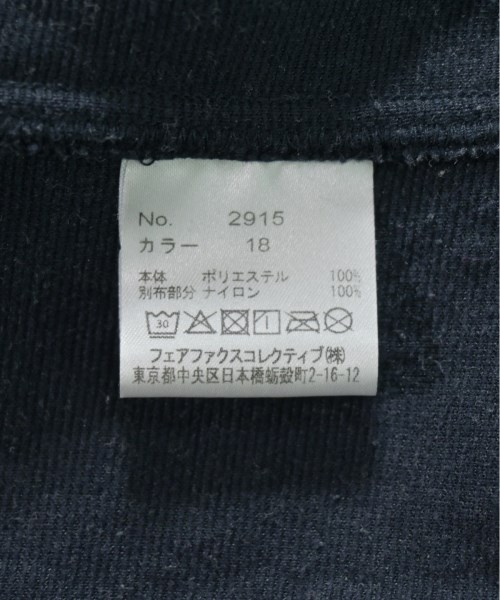 No. 2915
カラー 18
本体 ポリエステル 100%
別布部分 ナイロン 100%
30
フェアファクスコレクティブ(株)
東京都中央区日本橋蛎殻町2-16-12